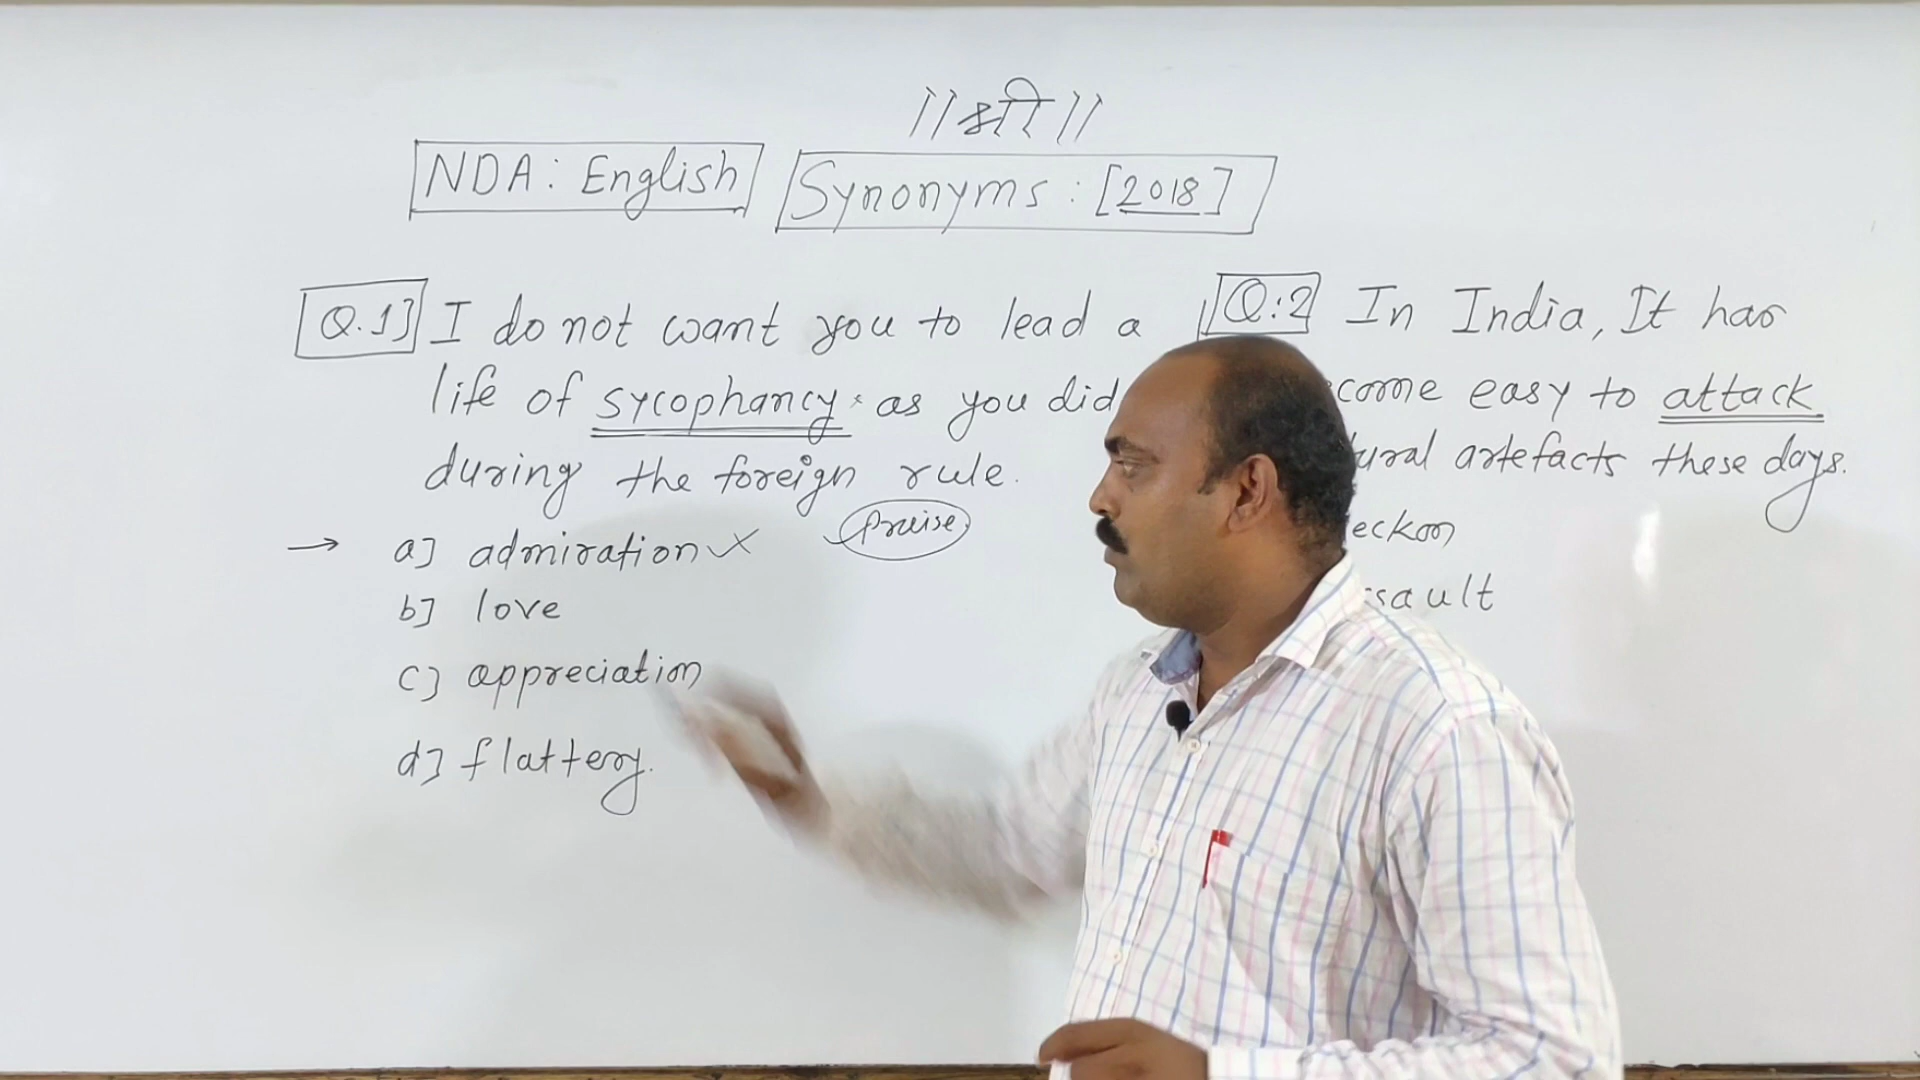 ॥ श्री ॥
NDA: English
Synonyms: [2018]
Q.1] I do not want you to lead a
life of sycophancy as you did
during the foreign rule.
Praise
→ a] admiration ✓ X
b] love
c] appreciation
d] flattery.
Q:2 In India, It has
come easy to attack
ural artefacts these days.
eckon
sault